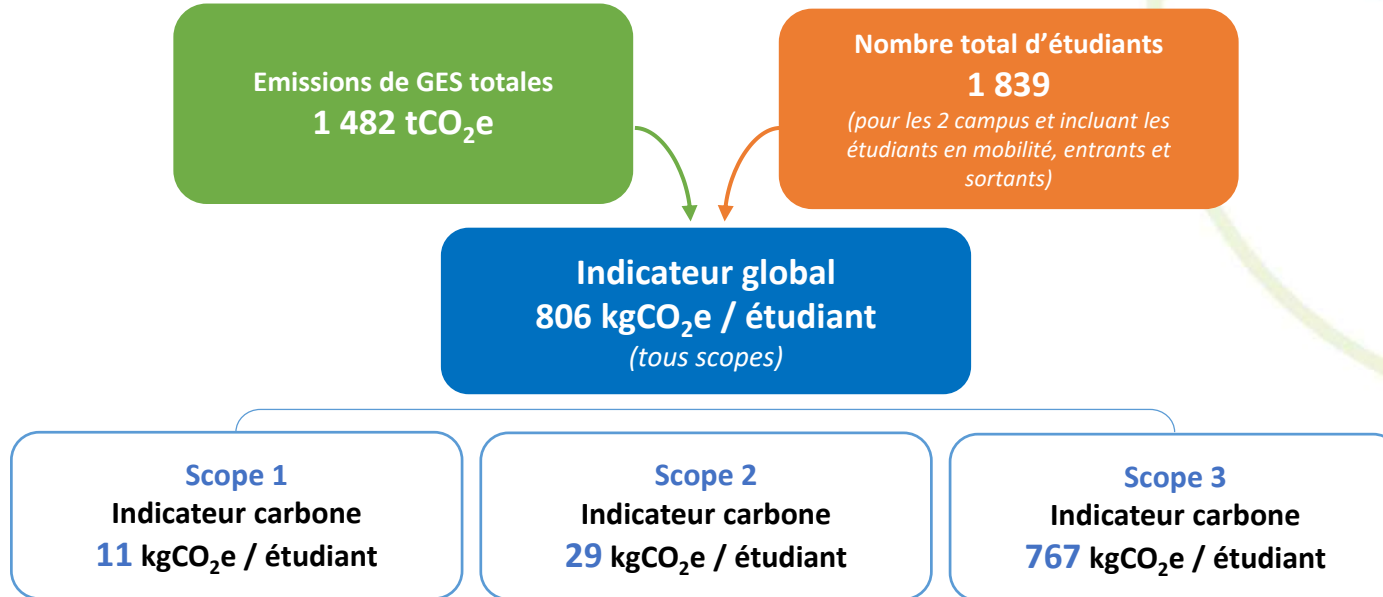 Emissions de GES totales
1 482 tCO₂e
Nombre total d’étudiants
1 839
(pour les 2 campus et incluant les
étudiants en mobilité, entrants et
sortants)
Indicateur global
806 kgCO₂e / étudiant
(tous scopes)
Scope 1
Indicateur carbone
11 kgCO₂e / étudiant
Scope 2
Indicateur carbone
29 kgCO₂e / étudiant
Scope 3
Indicateur carbone
767 kgCO₂e / étudiant